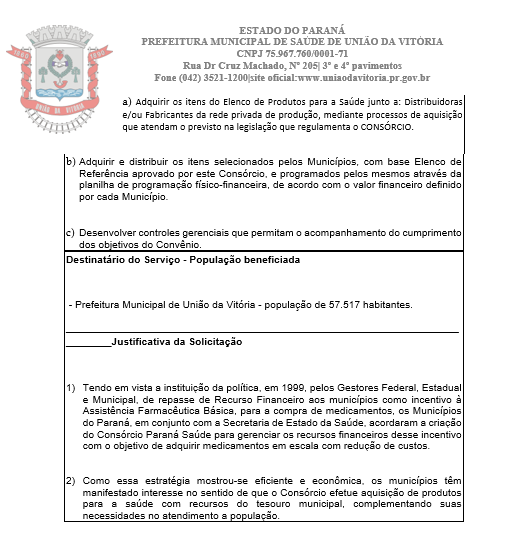 ESTADO DO PARANÁ
PREFEITURA MUNICIPAL DE SAÚDE DE UNIÃO DA VITÓRIA
CNPJ 75.967.760/0001-71
Rua Dr Cruz Machado, Nº 205| 3º e 4º pavimentos
Fone (042) 3521-1200|site oficial:www.uniaodavitoria.pr.gov.br
UNIÃO DA VITÓRIA
a) Adquirir os itens do Elenco de Produtos para a Saúde junto a: Distribuidoras
e/ou Fabricantes da rede privada de produção, mediante processos de aquisição
que atendam o previsto na legislação que regulamenta o CONSÓRCIO.
b) Adquirir e distribuir os itens selecionados pelos Municípios, com base Elenco de
Referência aprovado por este Consórcio, e programados pelos mesmos através da
planilha de programação físico-financeira, de acordo com o valor financeiro definido
por cada Município.
c) Desenvolver controles gerenciais que permitam o acompanhamento do cumprimento
dos objetivos do Convênio.
Destinatário do Serviço - População beneficiada
- Prefeitura Municipal de União da Vitória - população de 57.517 habitantes.
Justificativa da Solicitação
1) Tendo em vista a instituição da política, em 1999, pelos Gestores Federal, Estadual
e Municipal, de repasse de Recurso Financeiro aos municípios como incentivo à
Assistência Farmacêutica Básica, para a compra de medicamentos, os Municípios
do Paraná, em conjunto com a Secretaria de Estado da Saúde, acordaram a criação
do Consórcio Paraná Saúde para gerenciar os recursos financeiros desse incentivo
com o objetivo de adquirir medicamentos em escala com redução de custos.
2) Como essa estratégia mostrou-se eficiente e econômica, os municípios têm
manifestado interesse no sentido de que o Consórcio efetue aquisição de produtos
para a saúde com recursos do tesouro municipal, complementando suas
necessidades no atendimento a população.